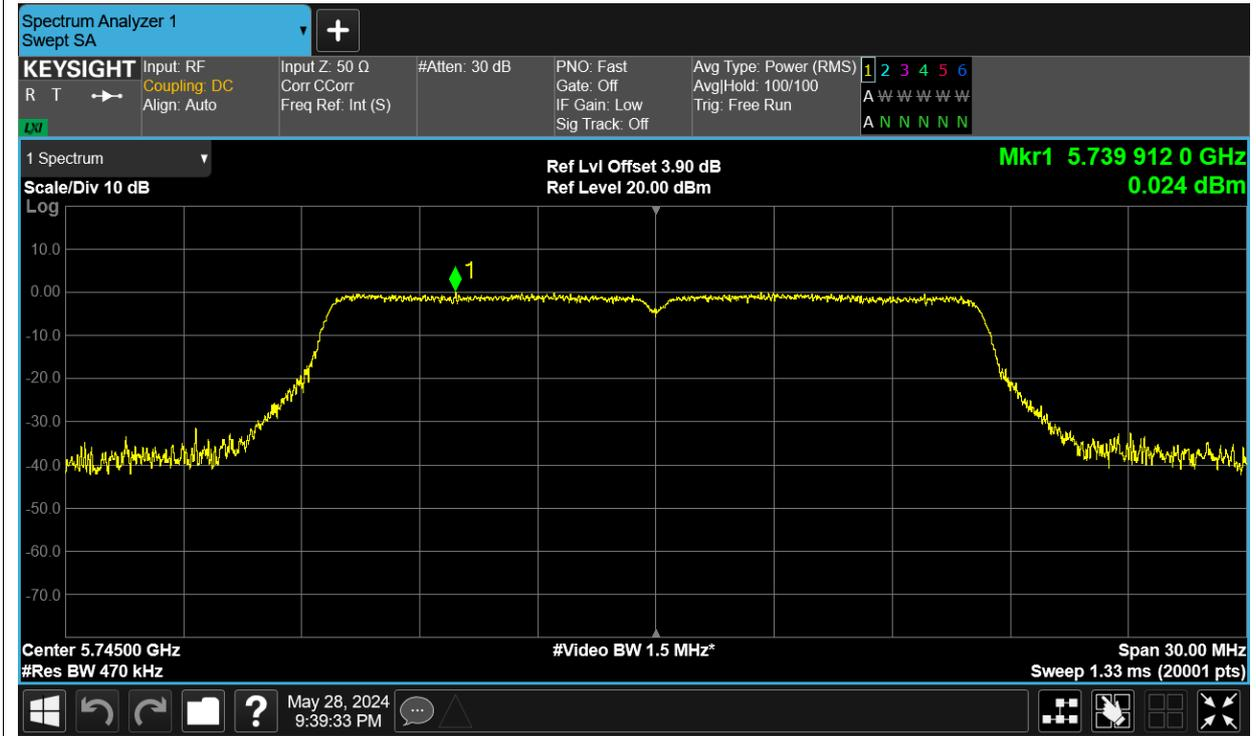 Spectrum Analyzer 1
Swept SA
+
KEYSIGHT
R T
LXI
Input: RF
Coupling: DC
Align: Auto
Input Z: 50 Ω
Corr CCorr
Freq Ref: Int (S)
#Atten: 30 dB
PNO: Fast
Gate: Off
IF Gain: Low
Sig Track: Off
Avg Type: Power (RMS)
Avg|Hold: 100/100
Trig: Free Run
1 2 3 4 5 6
A W W W W W
A N N N N N
1 Spectrum
Scale/Div 10 dB
Log
Ref Lvl Offset 3.90 dB
Ref Level 20.00 dBm
Mkr1 5.739 912 0 GHz
0.024 dBm
1
10.0
0.00
-10.0
-20.0
-30.0
-40.0
-50.0
-60.0
-70.0
Center 5.74500 GHz
#Res BW 470 kHz
#Video BW 1.5 MHz*
Span 30.00 MHz
Sweep 1.33 ms (20001 pts)
?
May 28, 2024
9:39:33 PM